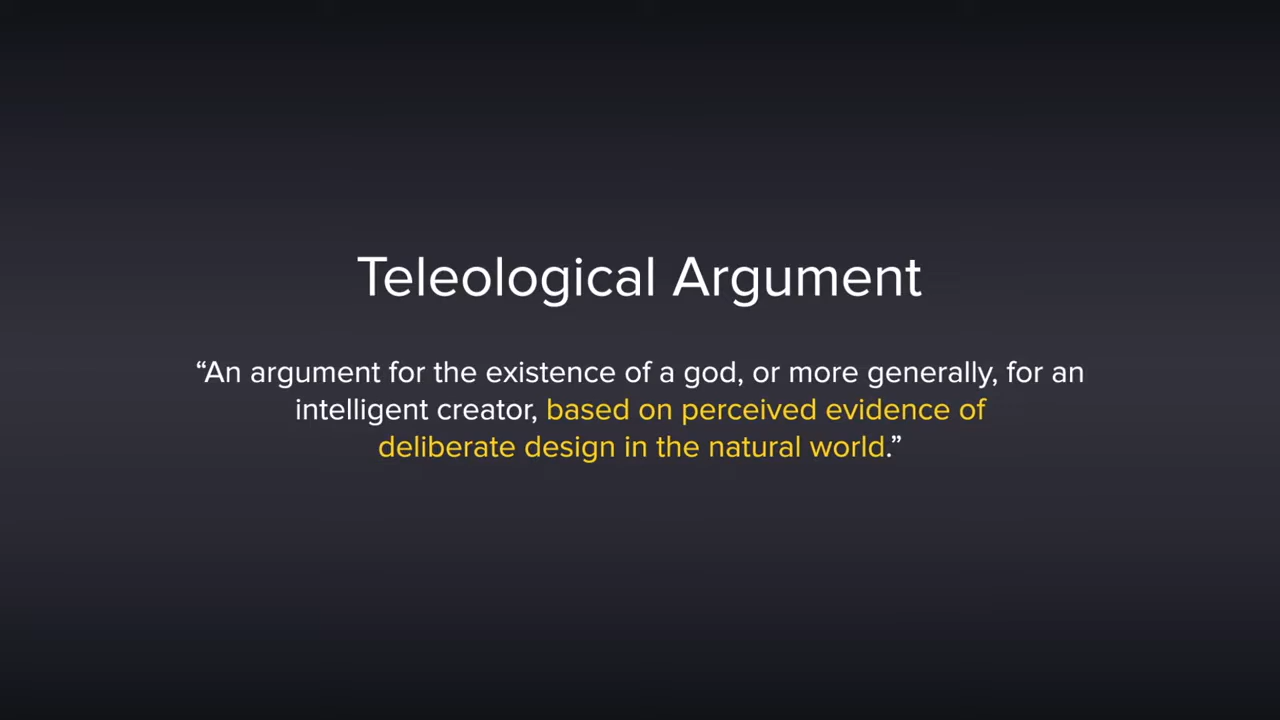 Teleological Argument
“An argument for the existence of a god, or more generally, for an
intelligent creator, based on perceived evidence of
deliberate design in the natural world.”